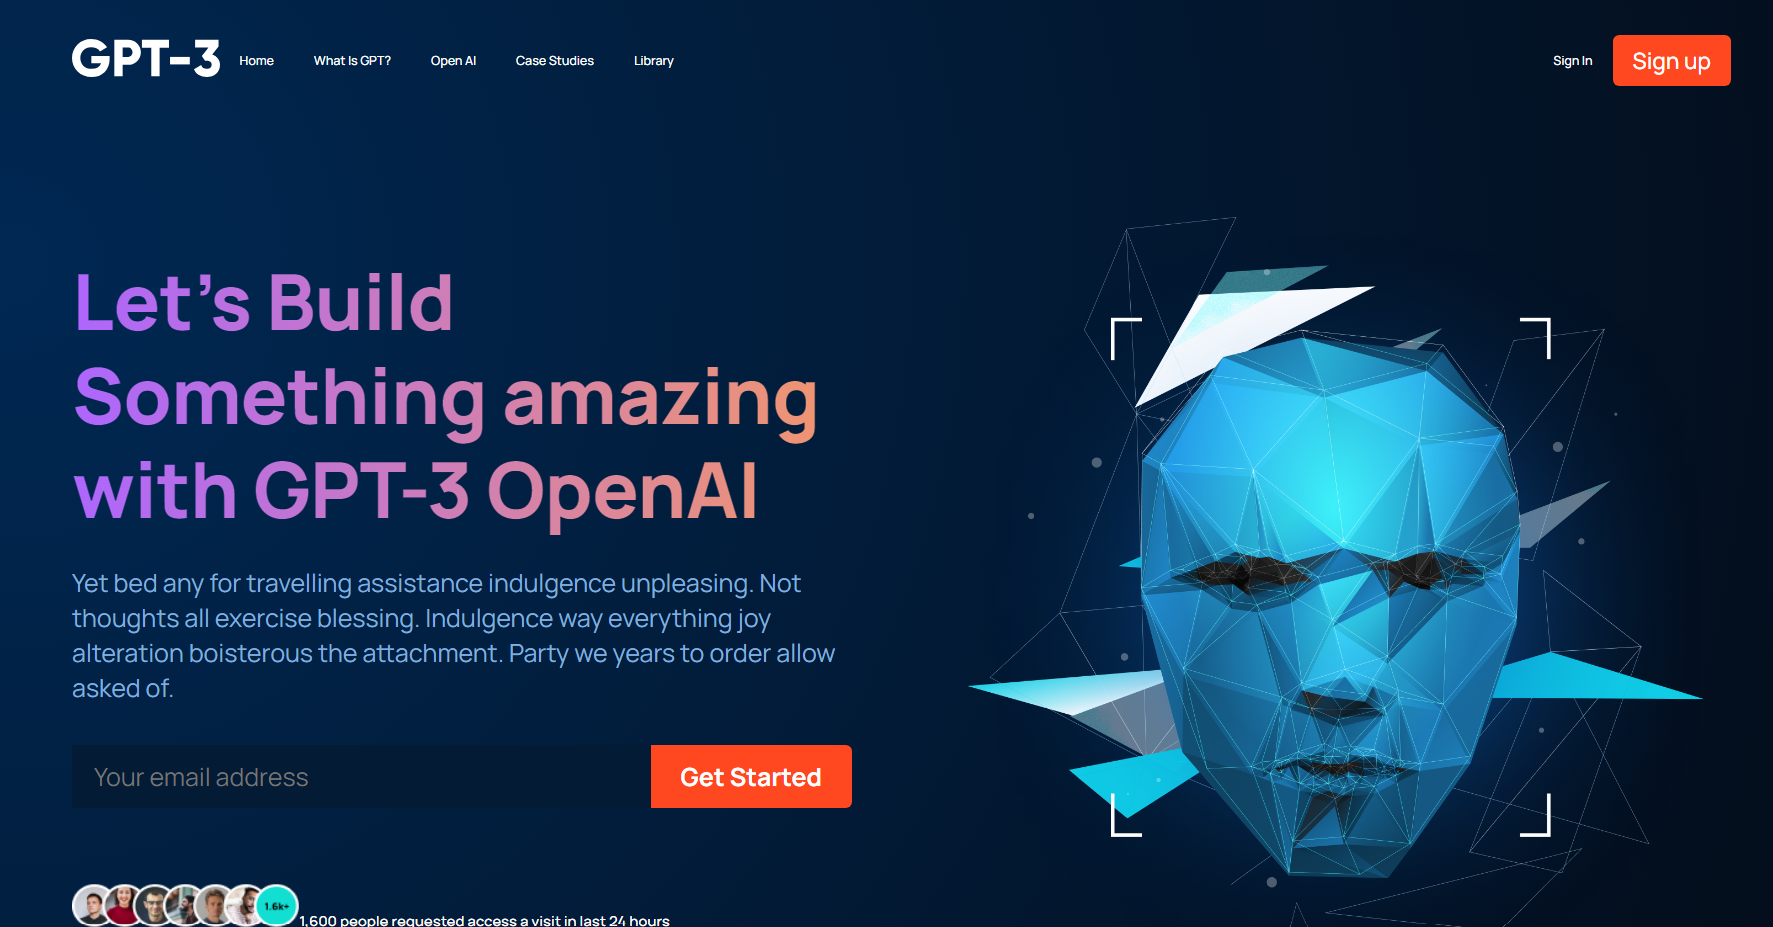 GPT-3 Home What Is GPT? Open AI Case Studies Library Sign In Sign up
Let's Build
Something amazing
with GPT-3 OpenAI
Yet bed any for travelling assistance indulgence unpleasing. Not
thoughts all exercise blessing. Indulgence way everything joy
alteration boisterous the attachment. Party we years to order allow
asked of.
Your email address Get Started
1.6k+
1,600 people requested access a visit in last 24 hours